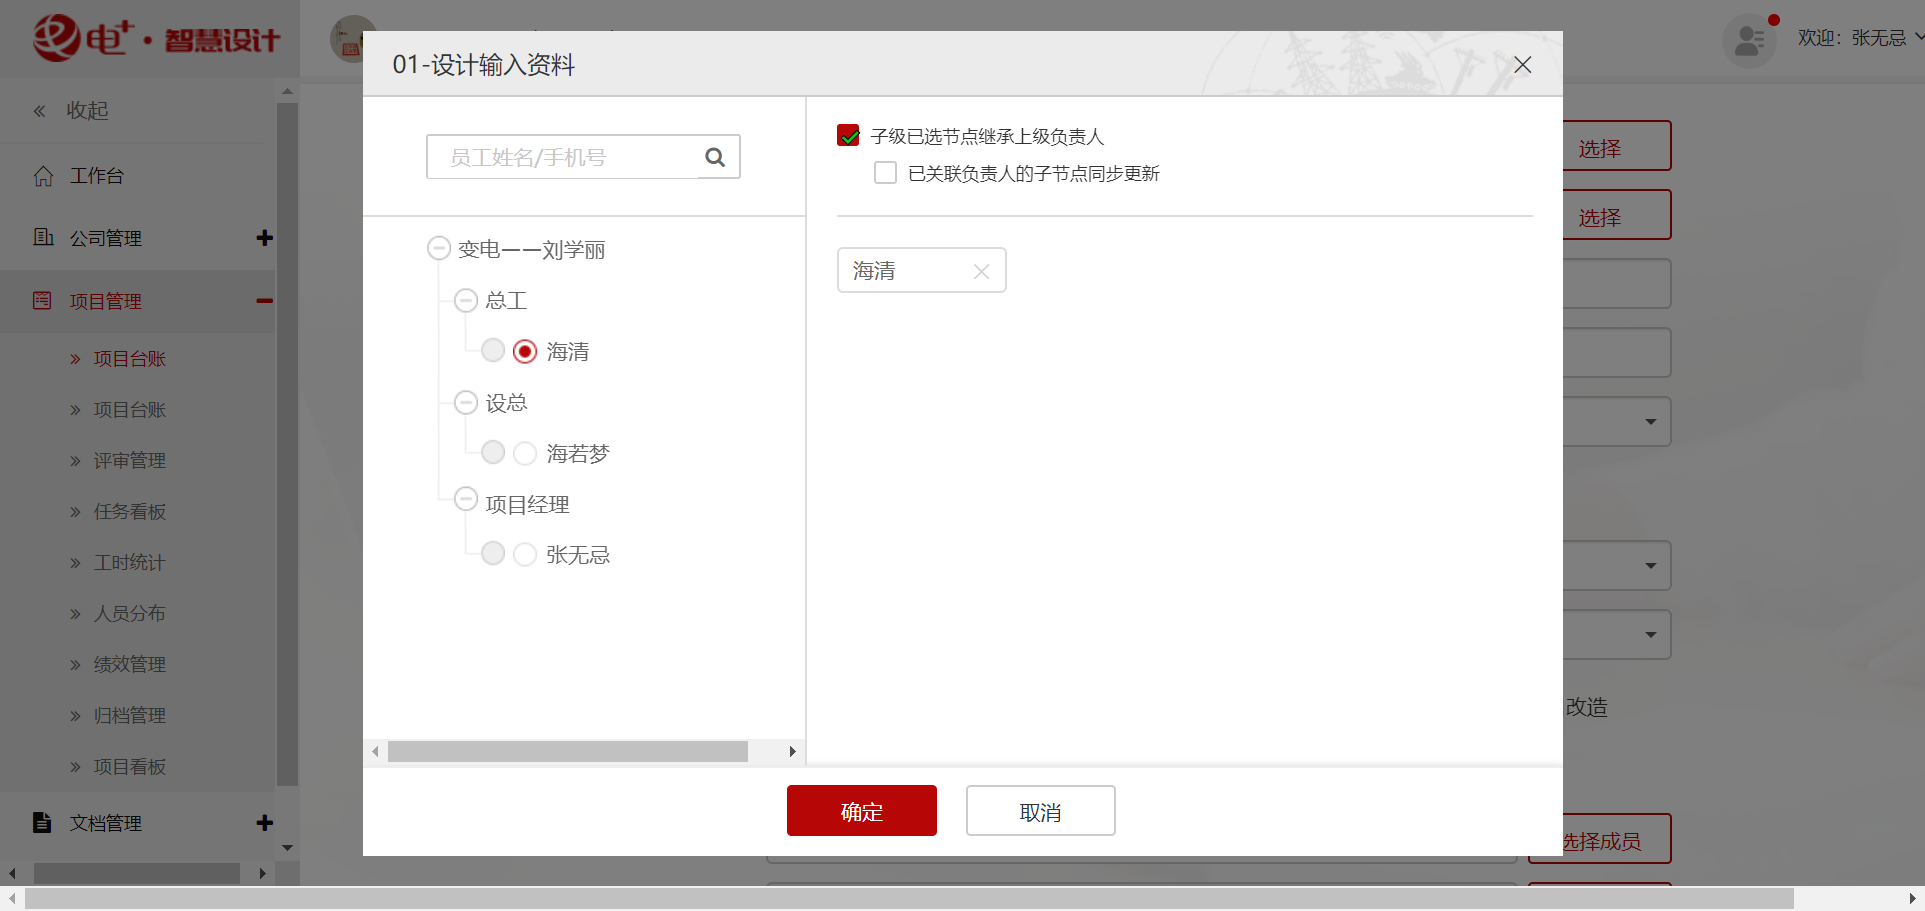 电+·智慧设计
欢迎：张无忌
收起
工作台
公司管理
项目管理
项目台账
项目台账
评审管理
任务看板
工时统计
人员分布
绩效管理
归档管理
项目看板
文档管理
01-设计输入资料
员工姓名/手机号
变电——刘学丽
总工
海清
设总
海若梦
项目经理
张无忌
子级已选节点继承上级负责人
已关联负责人的子节点同步更新
海清
确定
取消
选择
选择
改造
选择成员